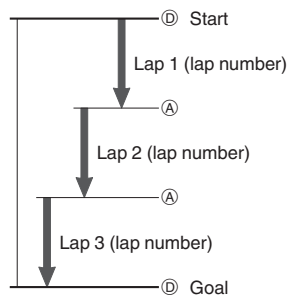 Ⓓ Start
Lap 1 (lap number)
Ⓐ
Lap 2 (lap number)
Ⓐ
Lap 3 (lap number)
Ⓓ Goal